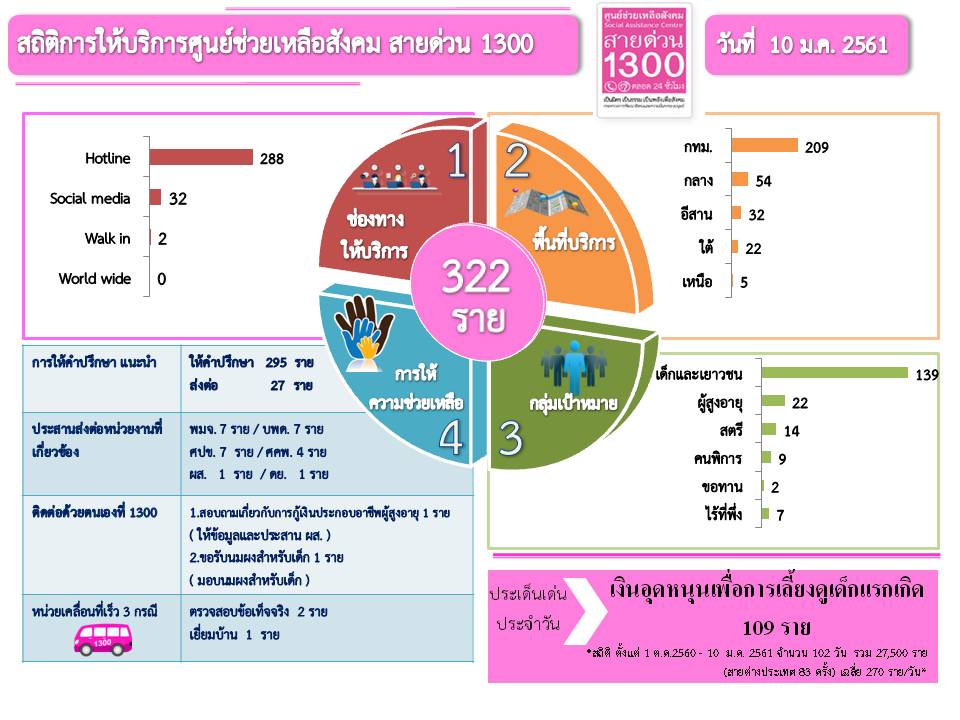 สถิติการให้บริการศูนย์ช่วยเหลือสังคม สายด่วน 1300
ศูนย์ช่วยเหลือสังคม
Social Assistance Centre
สายด่วน
1300
ตลอด 24 ชั่วโมง
เป็นมิตร เป็นธรรม เป็นพลังเพื่อสังคม
วันที่ 10 ม.ค. 2561
Hotline 288
Social media 32
Walk in 2
World wide 0
1
ช่องทาง
ให้บริการ
2
พื้นที่บริการ
กทม. 209
กลาง 54
อีสาน 32
ใต้ 22
เหนือ 5
322
ราย
การให้
ความช่วยเหลือ
4
กลุ่มเป้าหมาย
3
เด็กและเยาวชน 139
ผู้สูงอายุ 22
สตรี 14
คนพิการ 9
ขอทาน 2
ไร้ที่พึ่ง 7
การให้คำปรึกษา แนะนำ
ให้คำปรึกษา 295 ราย
ส่งต่อ 27 ราย
ประสานส่งต่อหน่วยงานที่
เกี่ยวข้อง
พมจ. 7 ราย / บพด. 7 ราย
ศปข. 7 ราย / ศคพ. 4 ราย
ผส. 1 ราย / ดย. 1 ราย
ติดต่อด้วยตนเองที่ 1300
1.สอบถามเกี่ยวกับการกู้เงินประกอบอาชีพผู้สูงอายุ 1 ราย
( ให้ข้อมูลและประสาน ผส. )
2.ขอรับนมผงสำหรับเด็ก 1 ราย
( มอบนมผงสำหรับเด็ก )
หน่วยเคลื่อนที่เร็ว 3 กรณี
1300
ตรวจสอบข้อเท็จจริง 2 ราย
เยี่ยมบ้าน 1 ราย
ประเด็นเด่น
ประจำวัน
เงินอุดหนุนเพื่อการเลี้ยงดูเด็กแรกเกิด
109 ราย
*สถิติ ตั้งแต่ 1 ต.ค.2560 - 10 ม.ค. 2561 จำนวน 102 วัน รวม 27,500 ราย
(สายต่างประเทศ 83 ครั้ง) เฉลี่ย 270 ราย/วัน*